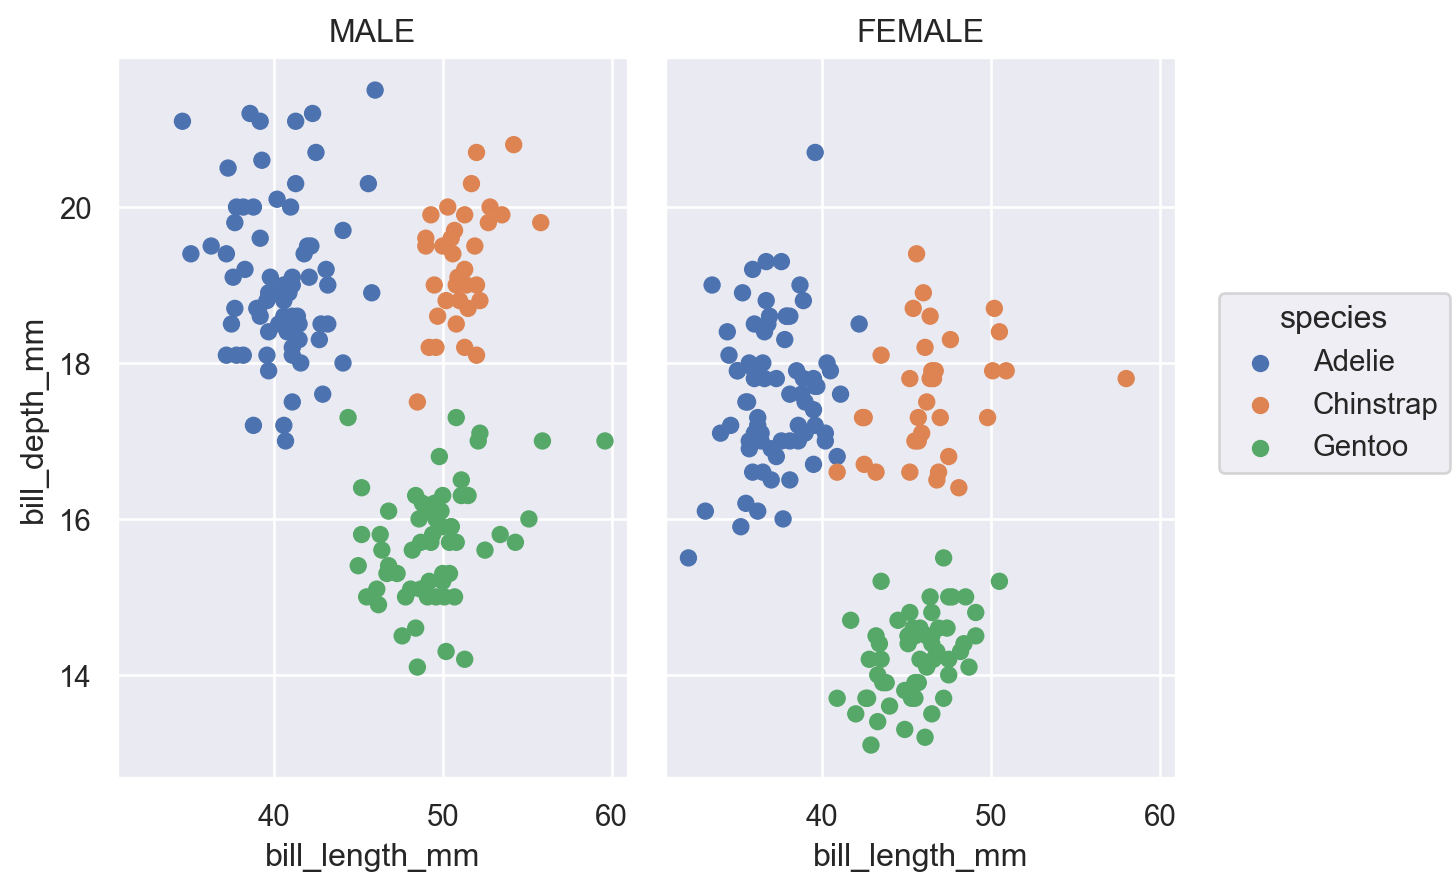 MALE
FEMALE
bill_depth_mm
20
18
16
14
40
50
60
bill_length_mm
40
50
60
bill_length_mm
species
Adelie
Chinstrap
Gentoo